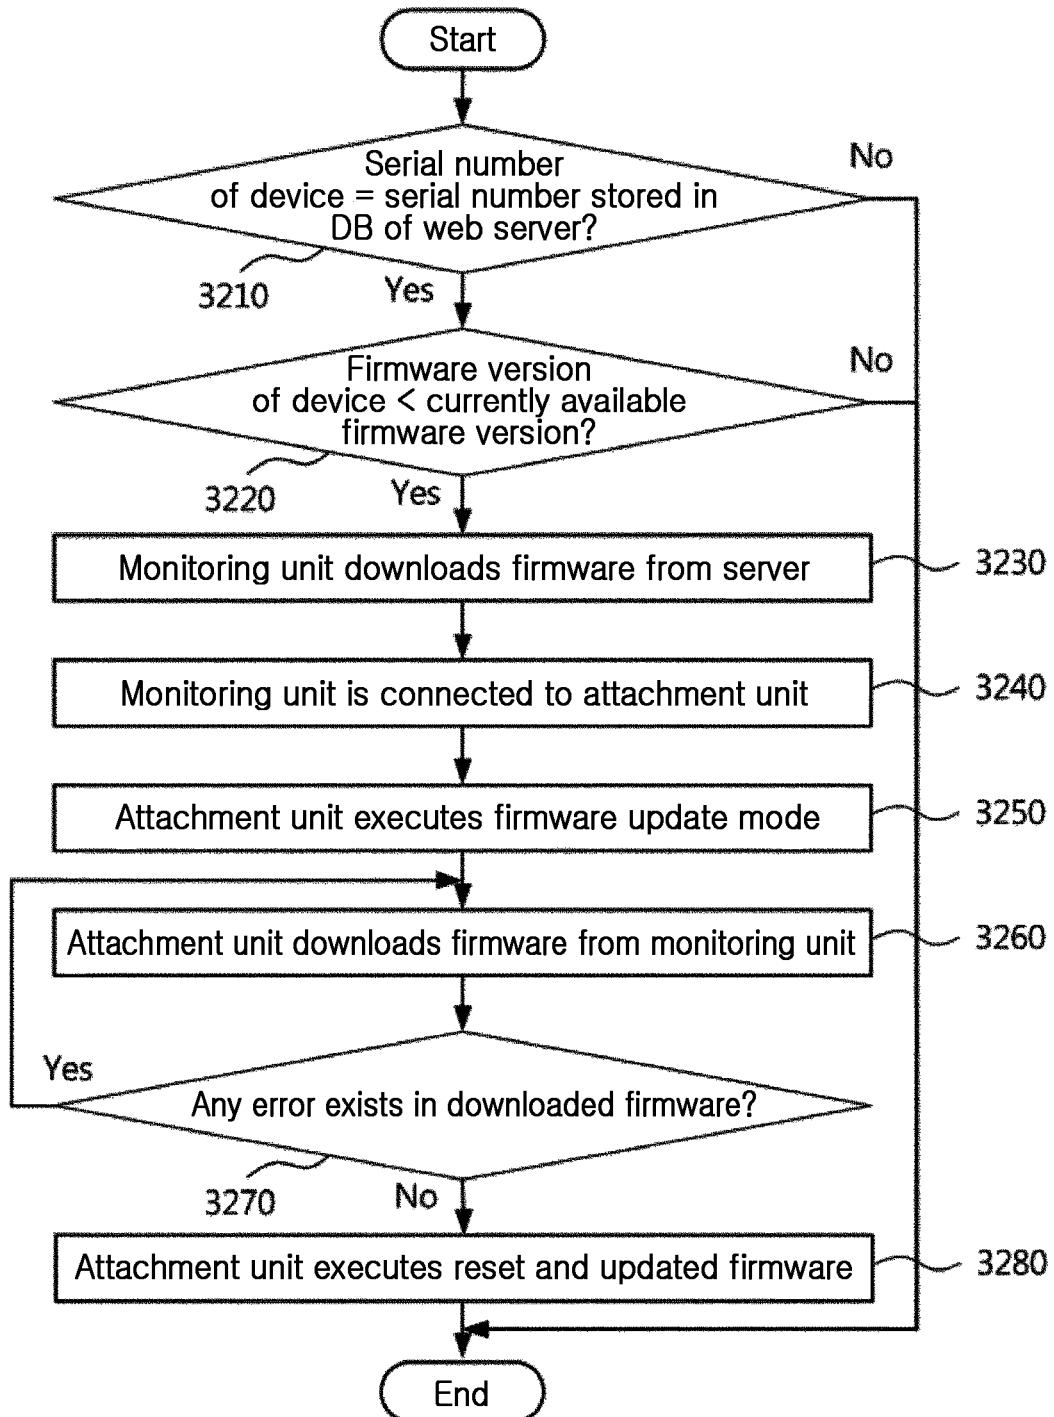 Start
Serial number
of device = serial number stored in
DB of web server?
No
3210
Yes
Firmware version
of device < currently available
firmware version?
No
3220
Yes
Monitoring unit downloads firmware from server
3230
Monitoring unit is connected to attachment unit
3240
Attachment unit executes firmware update mode
3250
Attachment unit downloads firmware from monitoring unit
3260
Yes
Any error exists in downloaded firmware?
3270
No
Attachment unit executes reset and updated firmware
3280
End